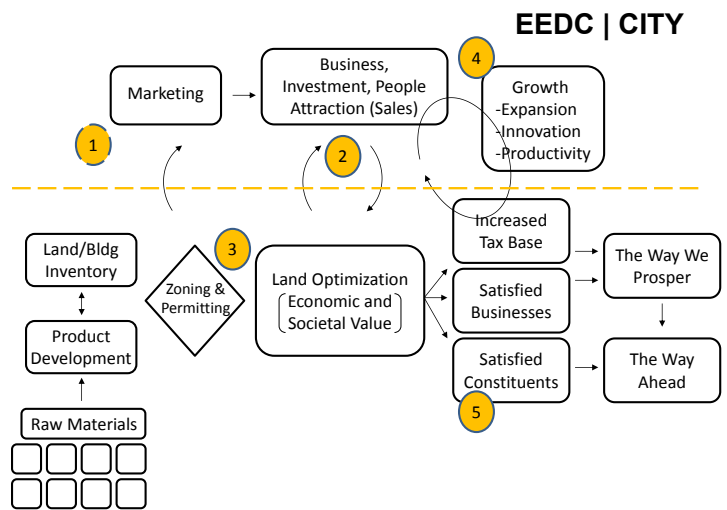 EEDC | CITY
4
Business,
Investment, People
Attraction (Sales)
Marketing
Growth
-Expansion
-Innovation
-Productivity
1
2
3
Increased
Tax Base
Land/Bldg
Inventory
Zoning &
Permitting
Land Optimization
Economic and
Societal Value
The Way We
Prosper
Satisfied
Businesses
Product
Development
Satisfied
Constituents
The Way
Ahead
5
Raw Materials